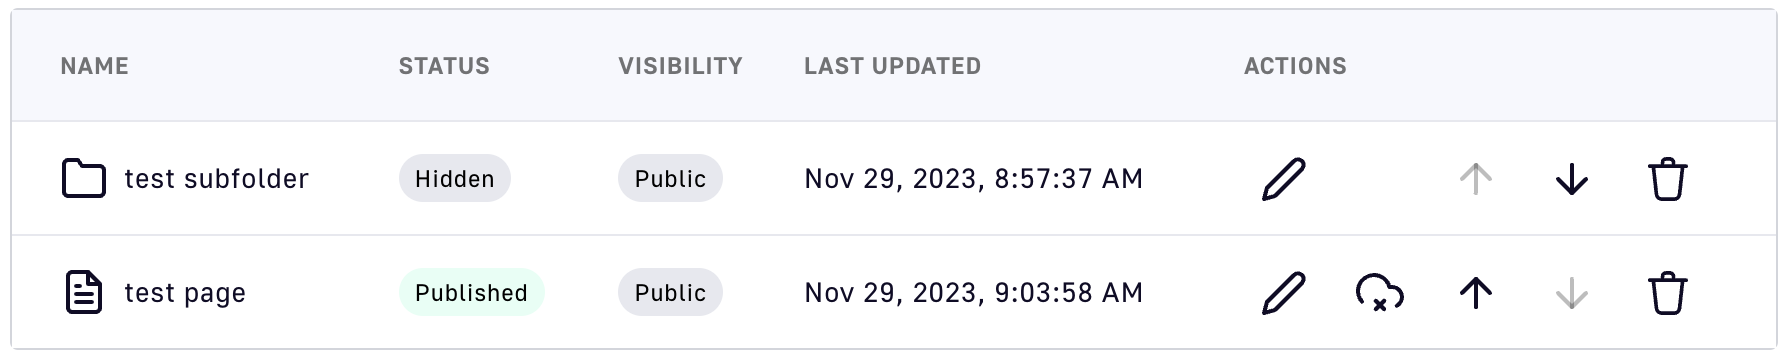 NAME STATUS VISIBILITY LAST UPDATED ACTIONS
test subfolder Hidden Public Nov 29, 2023, 8:57:37 AM
test page Published Public Nov 29, 2023, 9:03:58 AM